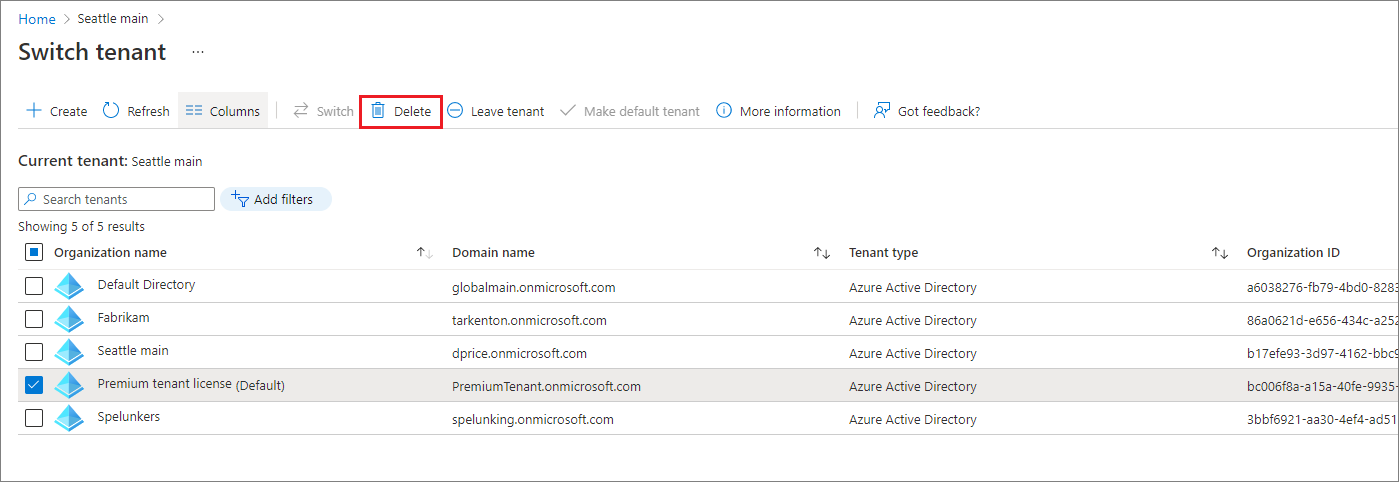 Home > Seattle main >
Switch tenant ...
Create Refresh Columns Switch Delete Leave tenant Make default tenant More information Got feedback?
Current tenant: Seattle main
Search tenants Add filters
Showing 5 of 5 results
Organization name Domain name Tenant type Organization ID
Default Directory globalmain.onmicrosoft.com Azure Active Directory a6038276-fb79-4bd0-8283
Fabrikam tarkenton.onmicrosoft.com Azure Active Directory 86a0621d-e656-434c-a252
Seattle main dprice.onmicrosoft.com Azure Active Directory b17efe93-3d97-4162-bbc9
Premium tenant license (Default) PremiumTenant.onmicrosoft.com Azure Active Directory bc006f8a-a15a-40fe-9935-
Spelunkers spelunking.onmicrosoft.com Azure Active Directory 3bbf6921-aa30-4ef4-ad51